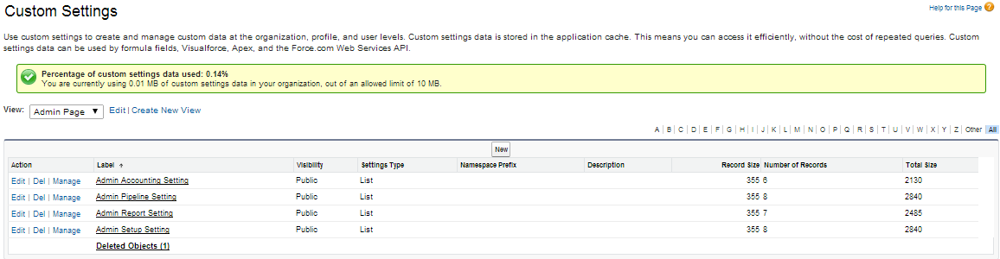 Custom Settings
Help for this Page ?
Use custom settings to create and manage custom data at the organization, profile, and user levels. Custom settings data is stored in the application cache. This means you can access it efficiently, without the cost of repeated queries. Custom
settings data can be used by formula fields, Visualforce, Apex, and the Force.com Web Services API.
Percentage of custom settings data used: 0.14%
You are currently using 0.01 MB of custom settings data in your organization, out of an allowed limit of 10 MB.
View: Admin Page ▼ Edit | Create New View
A | B | C | D | E | F | G | H | I | J | K | L | M | N | O | P | Q | R | S | T | U | V | W | X | Y | Z | Other All
New
Action Label ↑ Visibility Settings Type Namespace Prefix Description Record Size Number of Records Total Size
Edit | Del | Manage Admin Accounting Setting Public List 355 6 2130
Edit | Del | Manage Admin Pipeline Setting Public List 355 8 2840
Edit | Del | Manage Admin Report Setting Public List 355 7 2485
Edit | Del | Manage Admin Setup Setting Public List 355 8 2840
Deleted Objects (1)